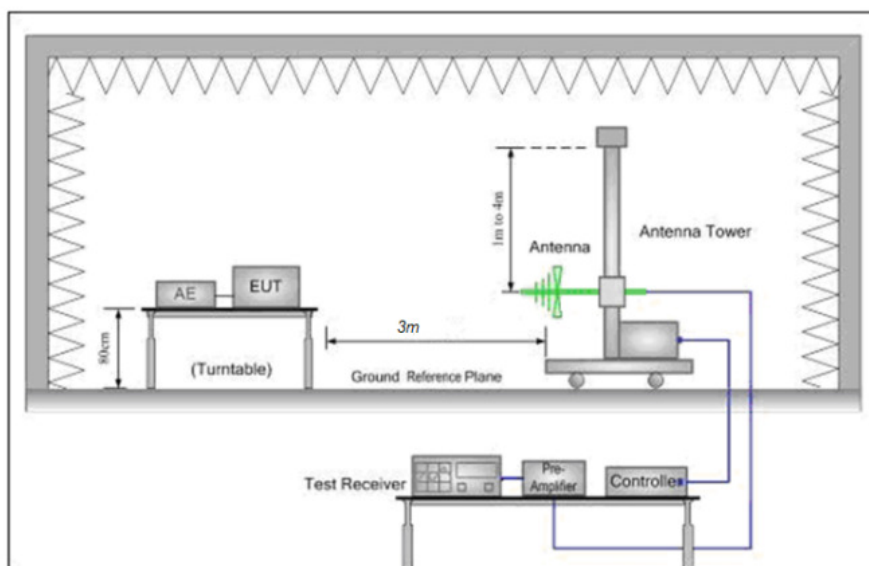 1m to 4m
Antenna
Antenna Tower
AE
EUT
80cm
3m
(Turntable)
Ground Reference Plane
Test Receiver
Pre-
Amplifier
Controller